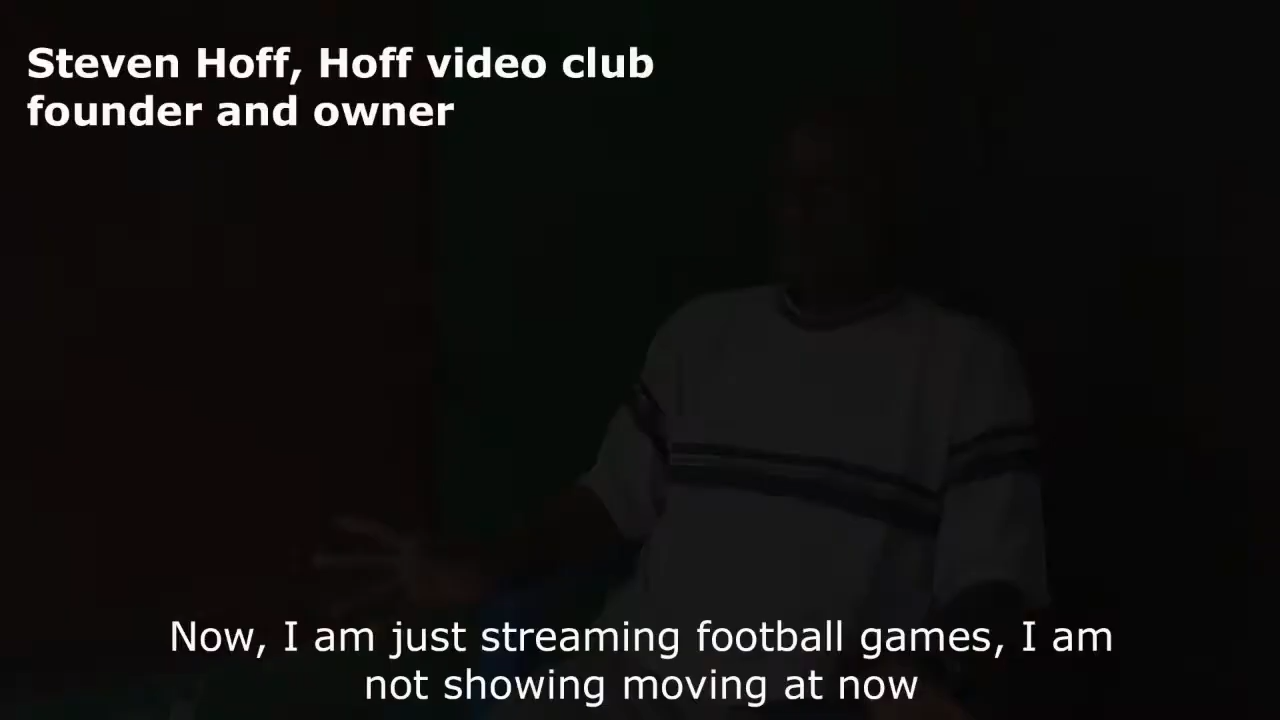 Steven Hoff, Hoff video club
founder and owner
Now, I am just streaming football games, I am
not showing moving at now